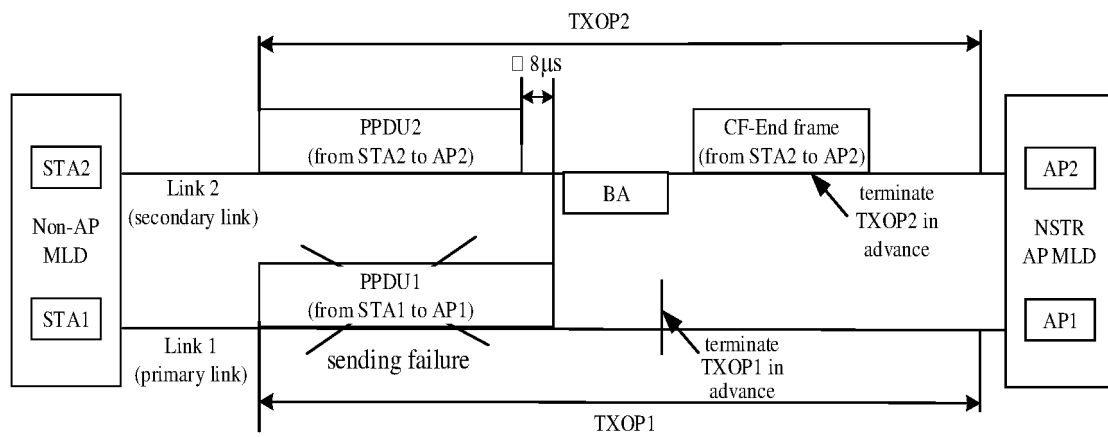 TXOP2
□ 8μs
PPDU2
(from STA2 to AP2)
CF-End frame
(from STA2 to AP2)
STA2
Link 2
(secondary link)
BA
terminate
TXOP2 in
advance
AP2
Non-AP
MLD
NSTR
AP MLD
PPDU1
(from STA1 to AP1)
STA1
Link 1
(primary link)
sending failure
terminate
TXOP1 in
advance
AP1
TXOP1